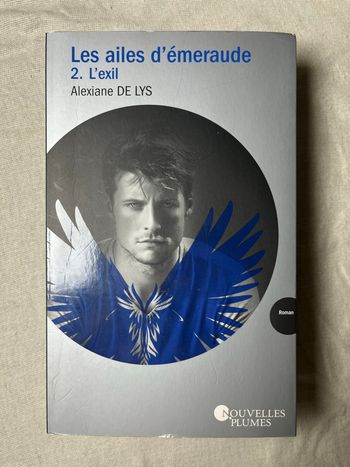 Les ailes d'émeraude
2. L'exil
Alexiane DE LYS
Roman
NOUVELLES
PLUMES